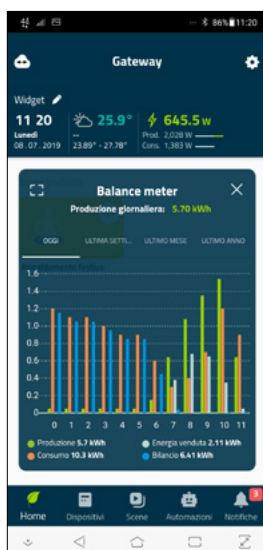 86% 11:20
Gateway
Widget
11 20
Lunedì
08.07.2019
25.9°
--
23.89° - 27.78°
645.5 W
Prod. 2,028 W
Cons. 1,383 W
Balance meter
Produzione giornaliera: 5.70 kWh
OGGI ULTIMA SETTI... ULTIMO MESE ULTIMO ANNO
1.6
1.4
1.2
1.0
0.8
0.6
0.4
0.2
0
0 1 2 3 4 5 6 7 8 9 10 11
Produzione 5.7 kWh Energia venduta 2.11 kWh
Consumo 10.3 kWh Bilancio 6.41 kWh
3
Home Dispositivi Scene Automazioni Notifiche